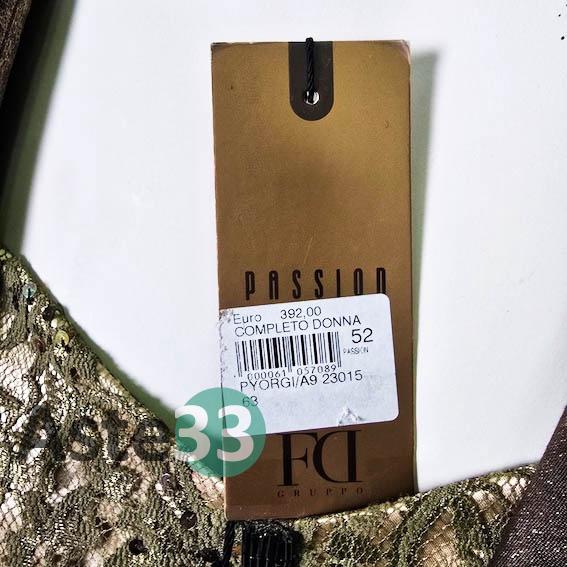 PASSION
Euro 392,00
COMPLETO DONNA
52
PASSION
000061 057089
PYORGI/A9 23015
63
Aste33
FD
GRUPPO